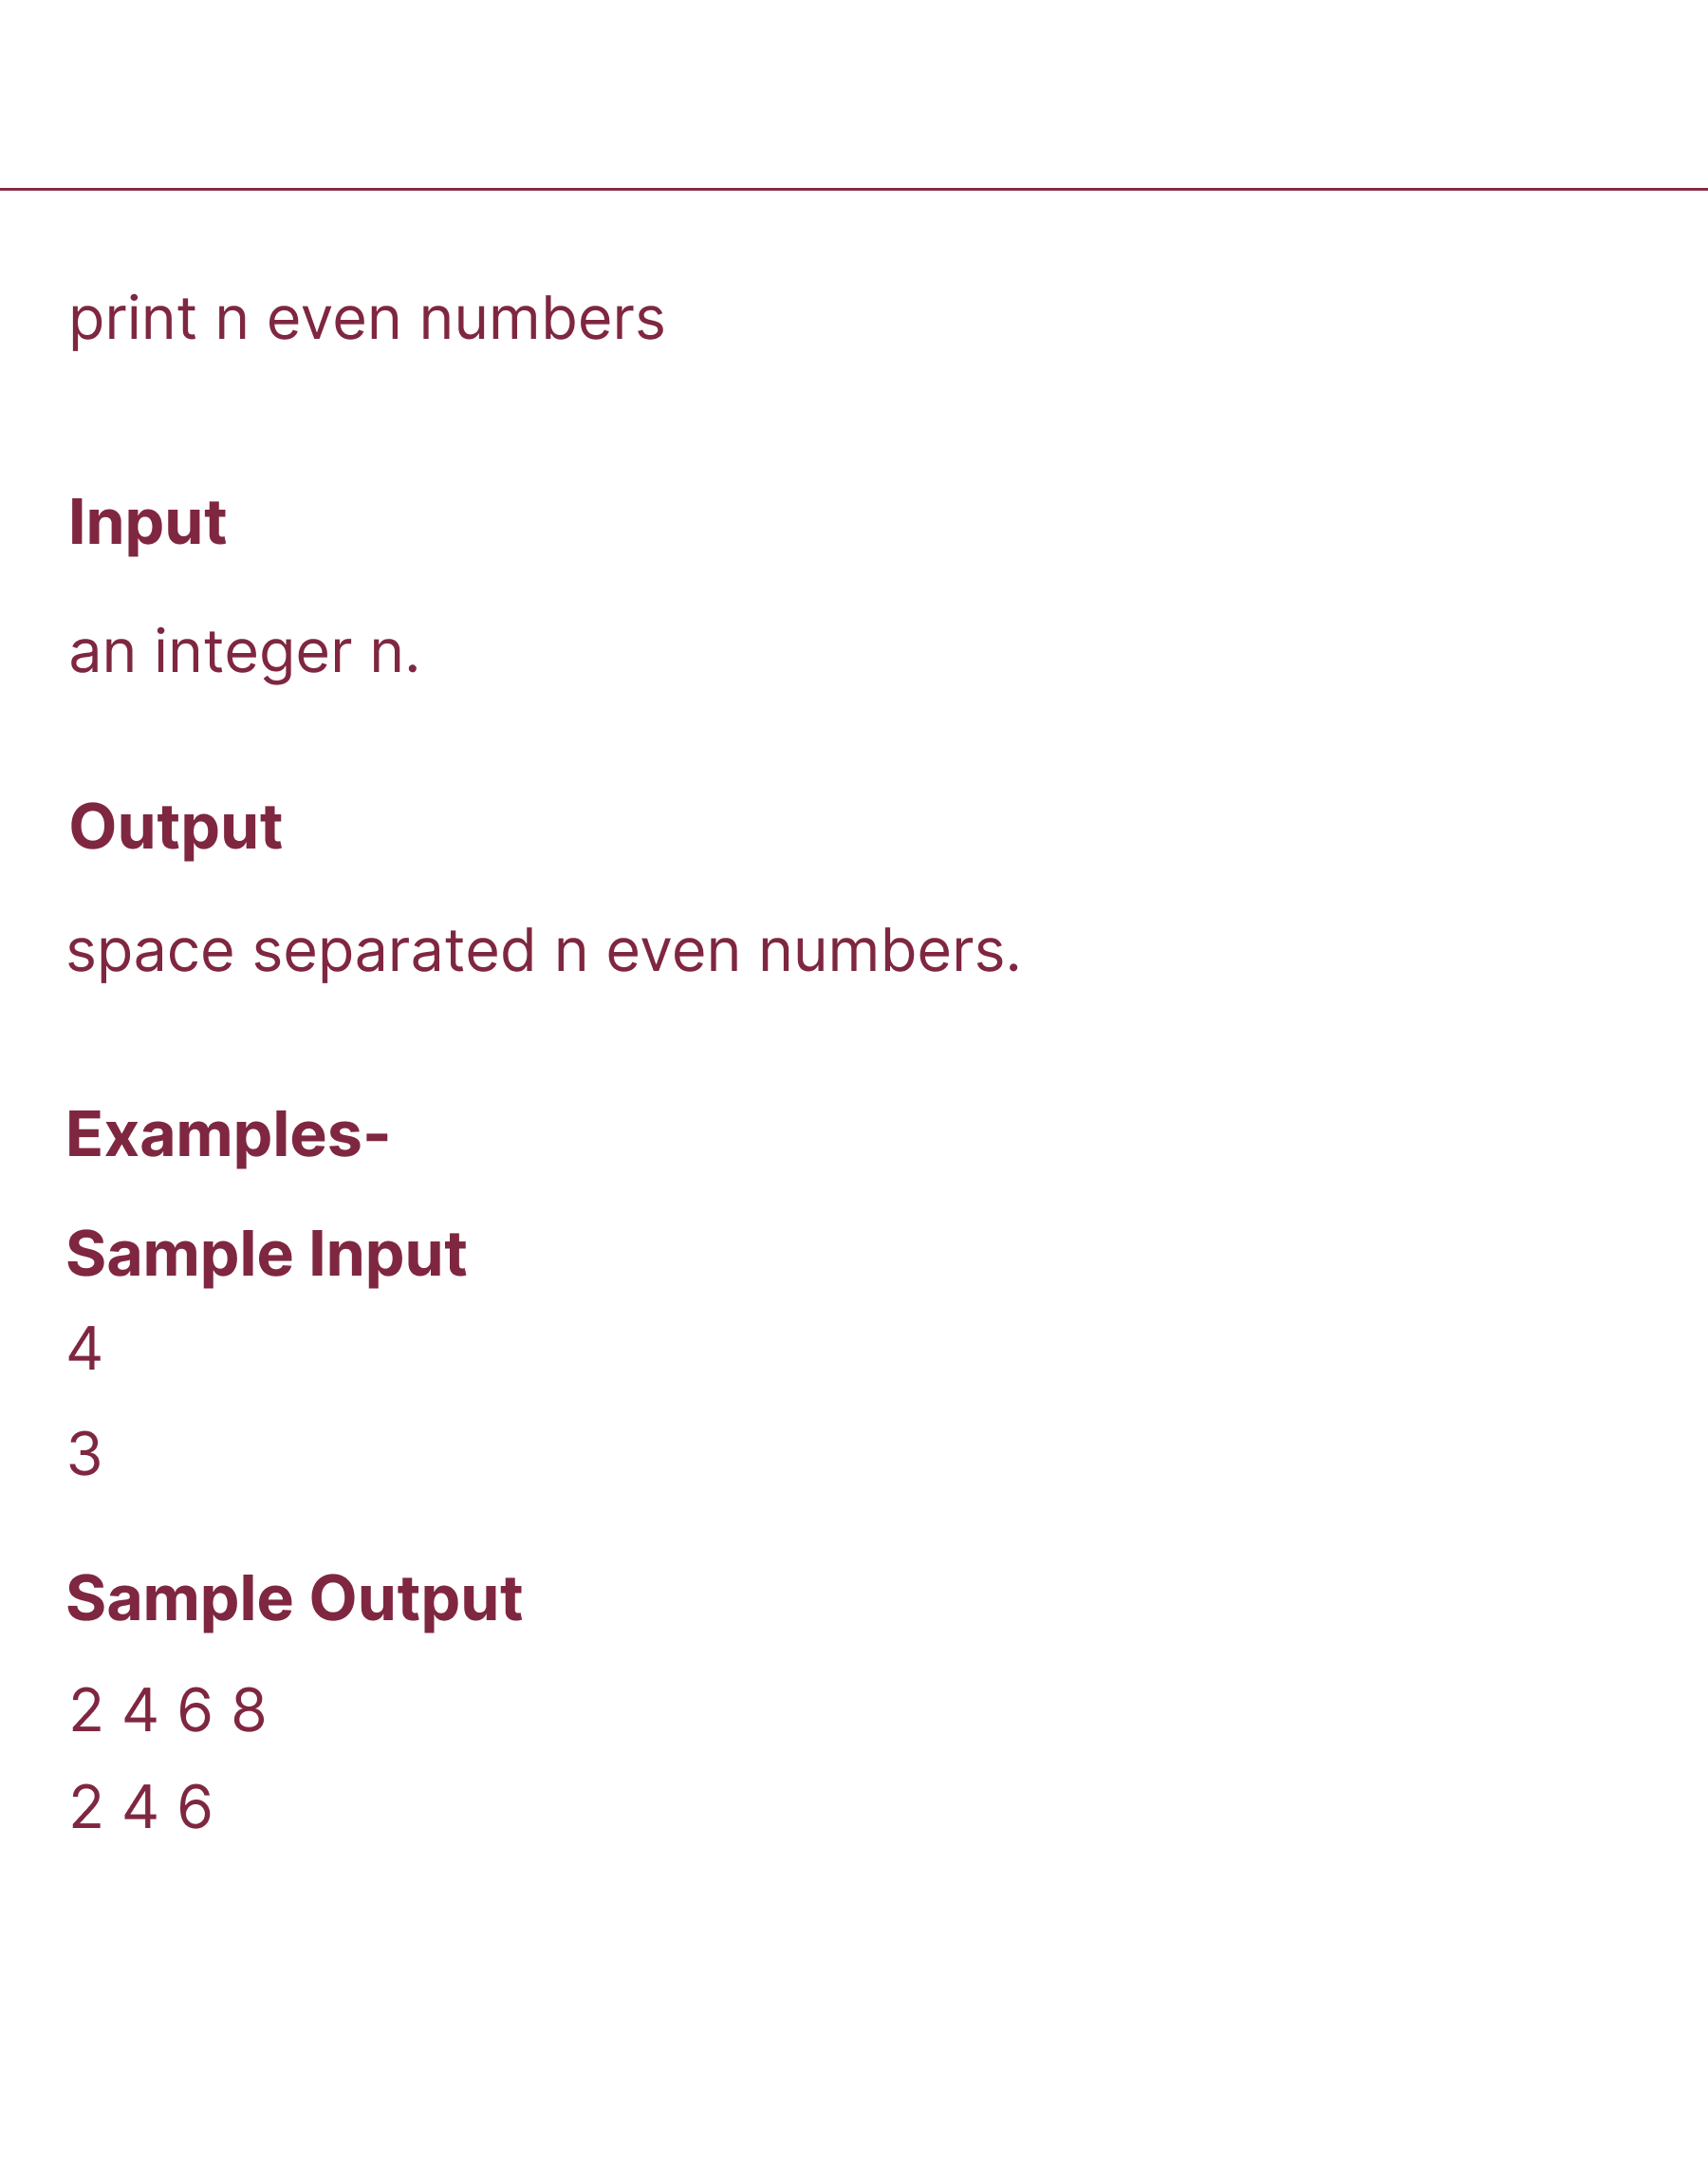 print n even numbers
Input
an integer n.
Output
space separated n even numbers.
Examples-
Sample Input
4
3
Sample Output
2 4 6 8
2 4 6